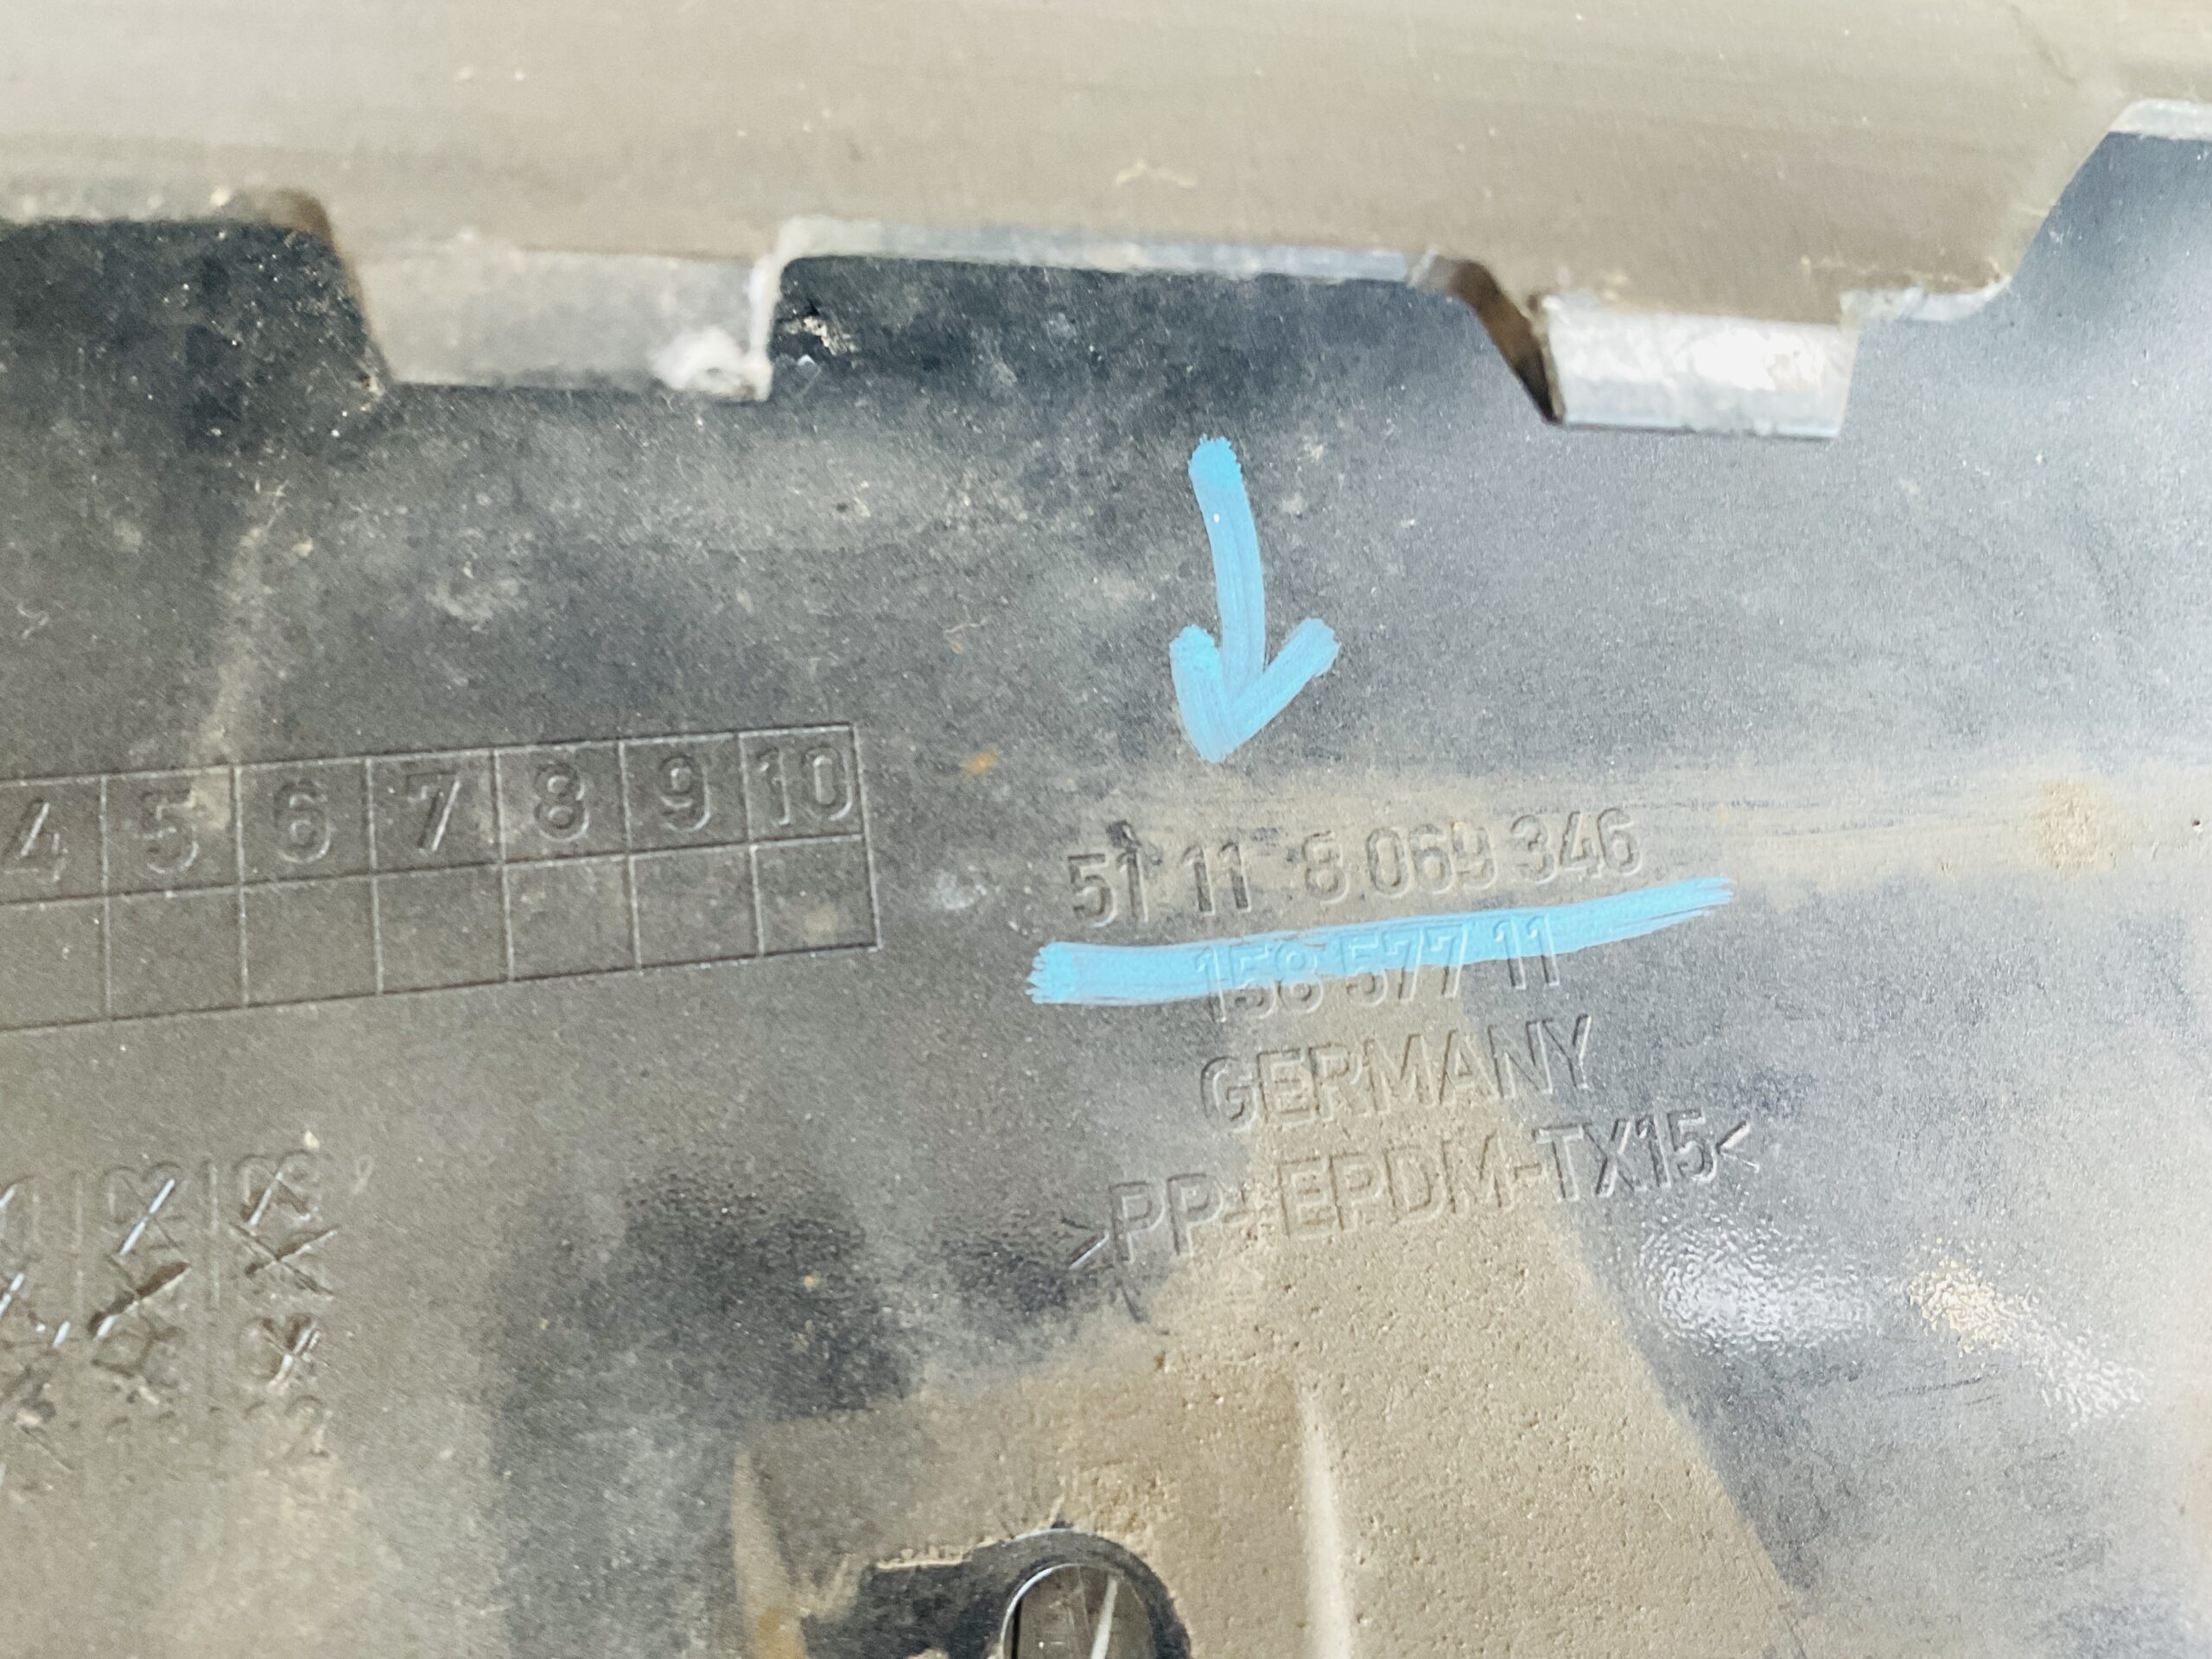 4 5 6 7 8 9 10
51 11 8 069 346
158 577 11
GERMANY
>PP+EPDM-TX15<